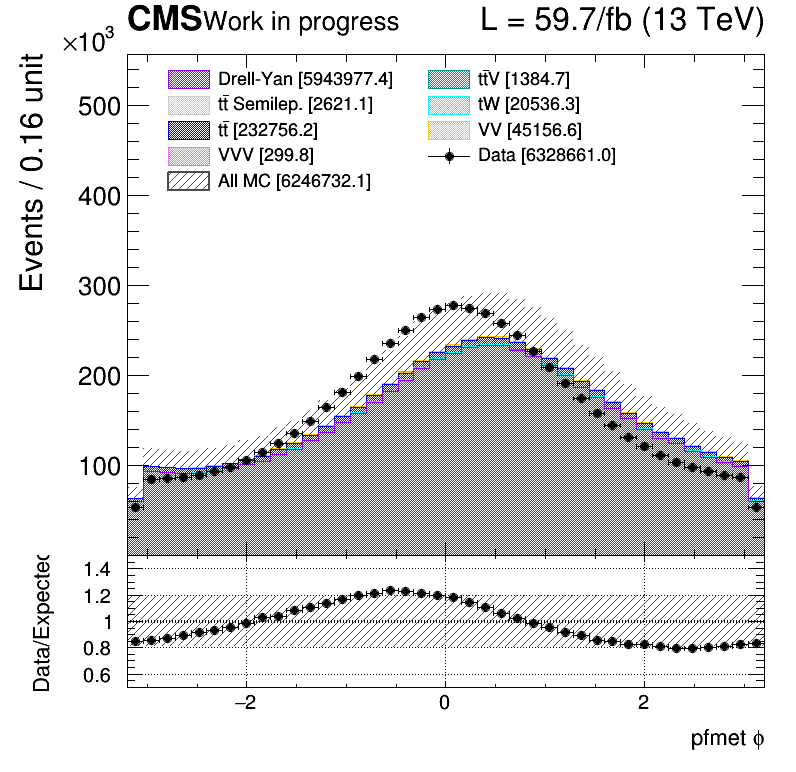 CMS Work in progress L = 59.7/fb (13 TeV)
×10³
Events / 0.16 unit
500
400
300
200
100
Drell-Yan [5943977.4]
tt̄ Semilep. [2621.1]
tt̄ [232756.2]
VVV [299.8]
All MC [6246732.1]
tt̄V [1384.7]
tW [20536.3]
VV [45156.6]
Data [6328661.0]
Data/Expected
1.4
1.2
1
0.8
0.6
−2 0 2
pfmet ϕ